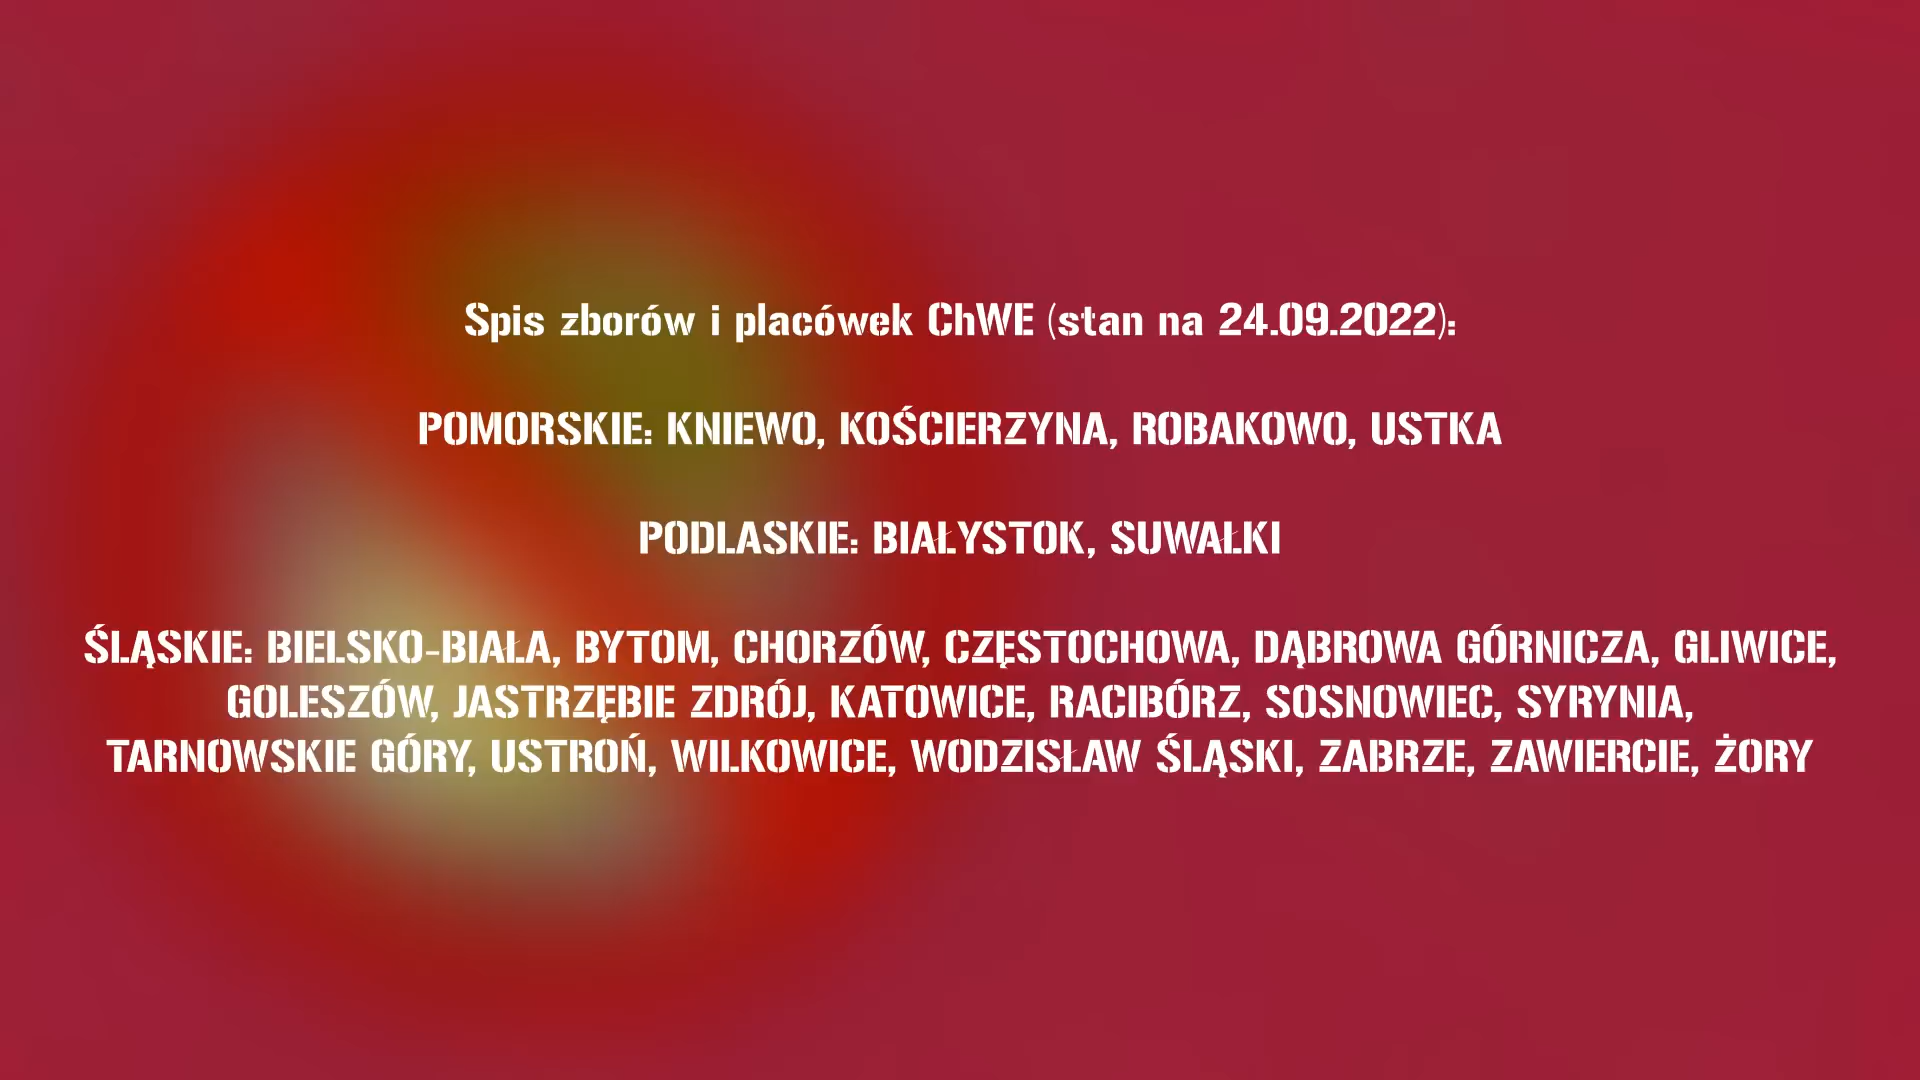 Spis zborów i placówek ChWE (stan na 24.09.2022):
POMORSKIE: KNIEWO, KOŚCIERZYNA, ROBAKOWO, USTKA
PODLASKIE: BIAŁYSTOK, SUWAŁKI
ŚLĄSKIE: BIELSKO-BIAŁA, BYTOM, CHORZÓW, CZĘSTOCHOWA, DĄBROWA GÓRNICZA, GLIWICE,
GOLESZÓW, JASTRZĘBIE ZDRÓJ, KATOWICE, RACIBÓRZ, SOSNOWIEC, SYRYNIA,
TARNOWSKIE GÓRY, USTROŃ, WILKOWICE, WODZISŁAW ŚLĄSKI, ZABRZE, ZAWIERCIE, ŻORY